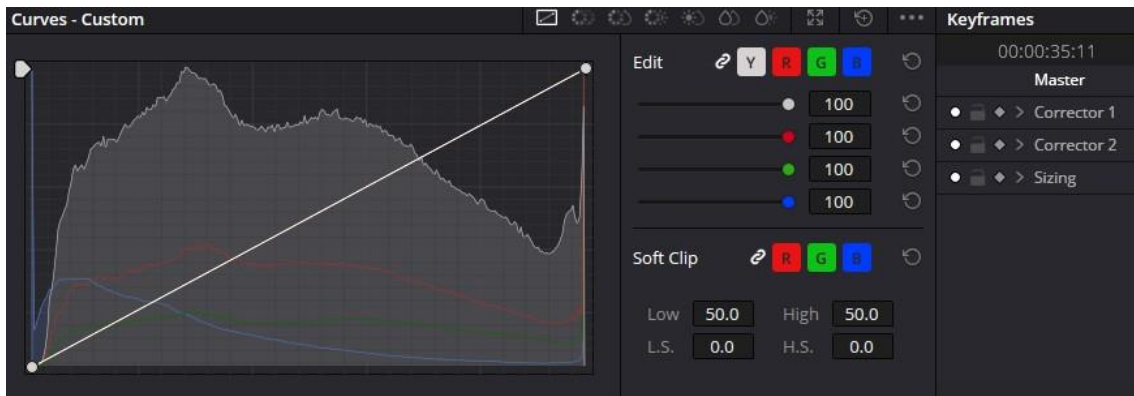 Curves - Custom
Keyframes
Edit Y R G B
00:00:35:11
Master
100
Corrector 1
100
Corrector 2
100
Sizing
100
Soft Clip R G B
Low 50.0 High 50.0
L.S. 0.0 H.S. 0.0